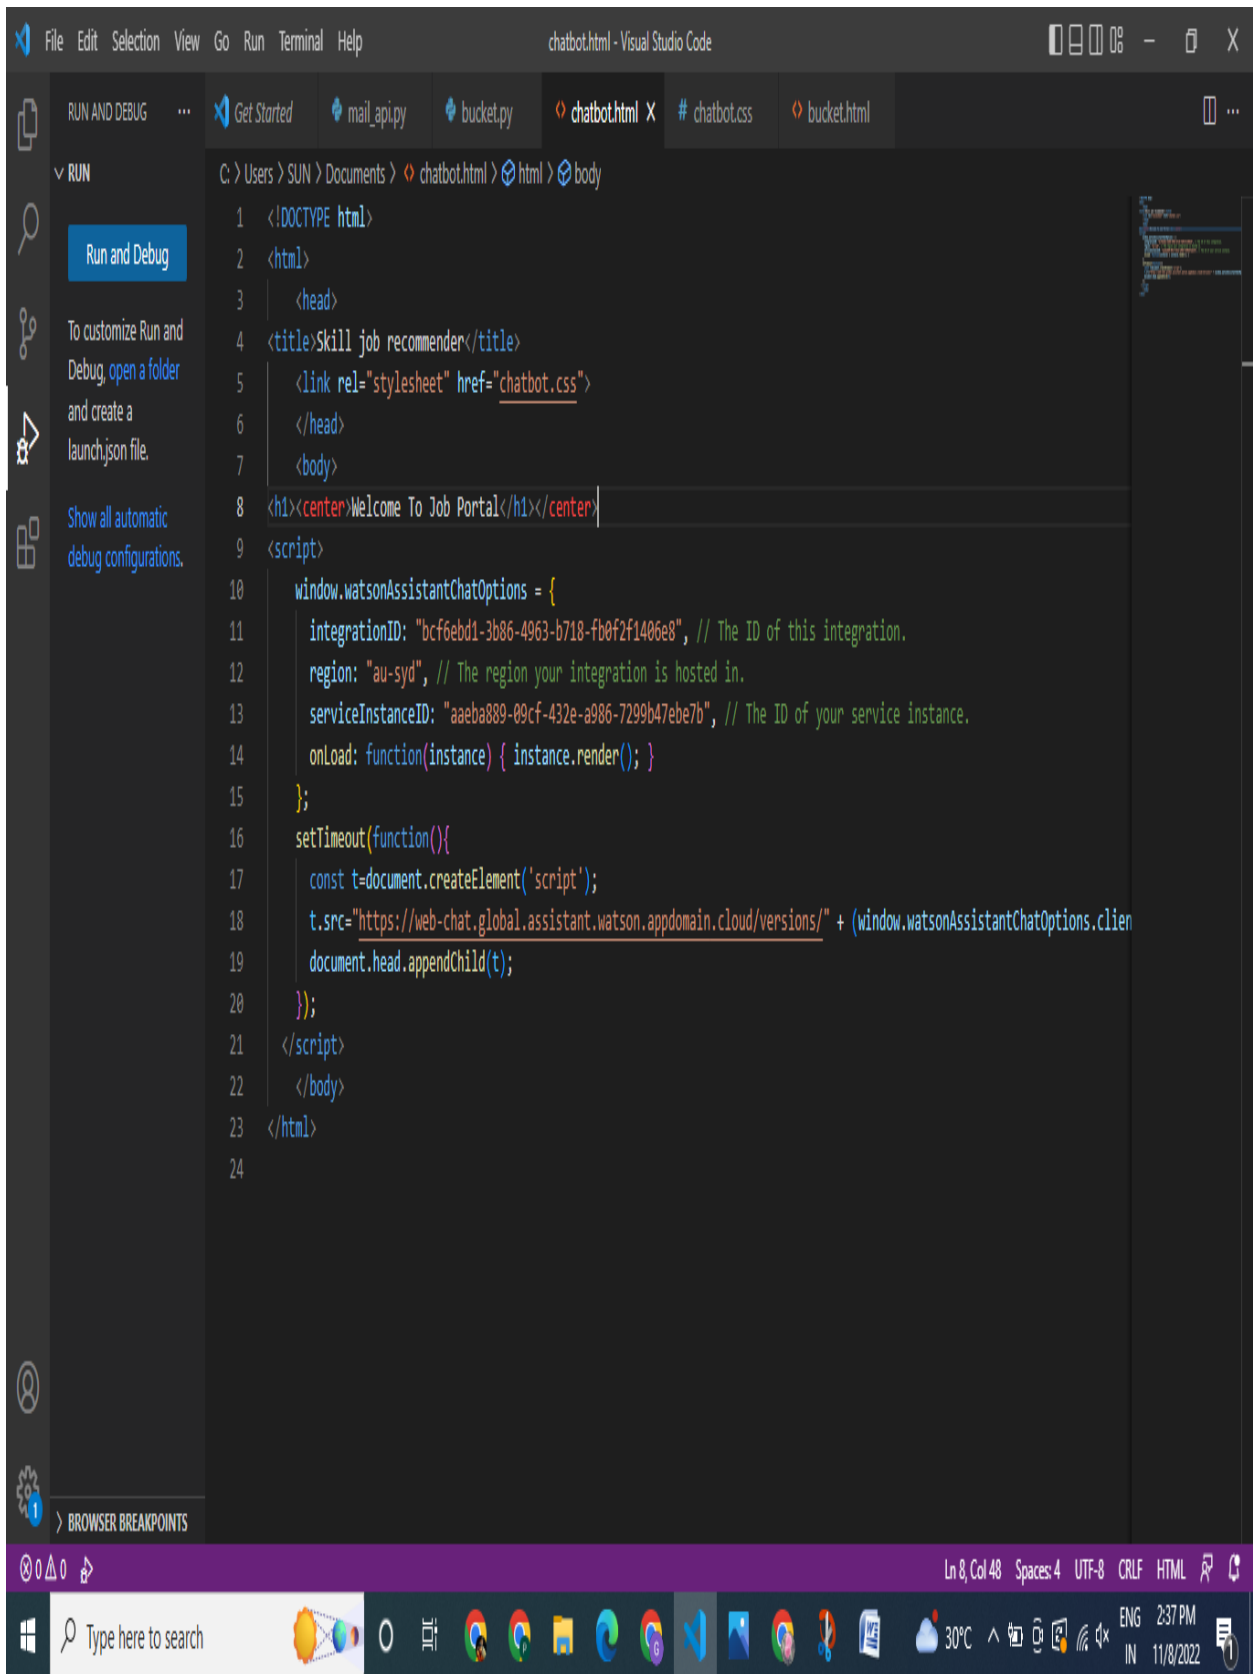 File Edit Selection View Go Run Terminal Help
chatbot.html - Visual Studio Code
RUN AND DEBUG ...
Get Started
mail_api.py
bucket.py
chatbot.html
# chatbot.css
bucket.html
RUN
C: > Users > SUN > Documents > chatbot.html > html > body
Run and Debug
To customize Run and
Debug, open a folder
and create a
launch.json file.
Show all automatic
debug configurations.
1 <!DOCTYPE html>
2 <html>
3 <head>
4 <title>Skill job recommender</title>
5 <link rel="stylesheet" href="chatbot.css">
6 </head>
7 <body>
8 <h1><center>Welcome To Job Portal</h1></center>
9 <script>
10 window.watsonAssistantChatOptions = {
11 integrationID: "bcf6ebd1-3b86-4963-b718-fb0f2f1406e8", // The ID of this integration.
12 region: "au-syd", // The region your integration is hosted in.
13 serviceInstanceID: "aaeba889-09cf-432e-a986-7299b47ebe7b", // The ID of your service instance.
14 onLoad: function(instance) { instance.render(); }
15 };
16 setTimeout(function(){
17 const t=document.createElement('script');
18 t.src="https://web-chat.global.assistant.watson.appdomain.cloud/versions/" + (window.watsonAssistantChatOptions.clien
19 document.head.appendChild(t);
20 });
21 </script>
22 </body>
23 </html>
24
BROWSER BREAKPOINTS
0 0
Ln 8, Col 48 Spaces: 4 UTF-8 CRLF HTML
Type here to search
30°C
ENG
IN
2:37 PM
11/8/2022